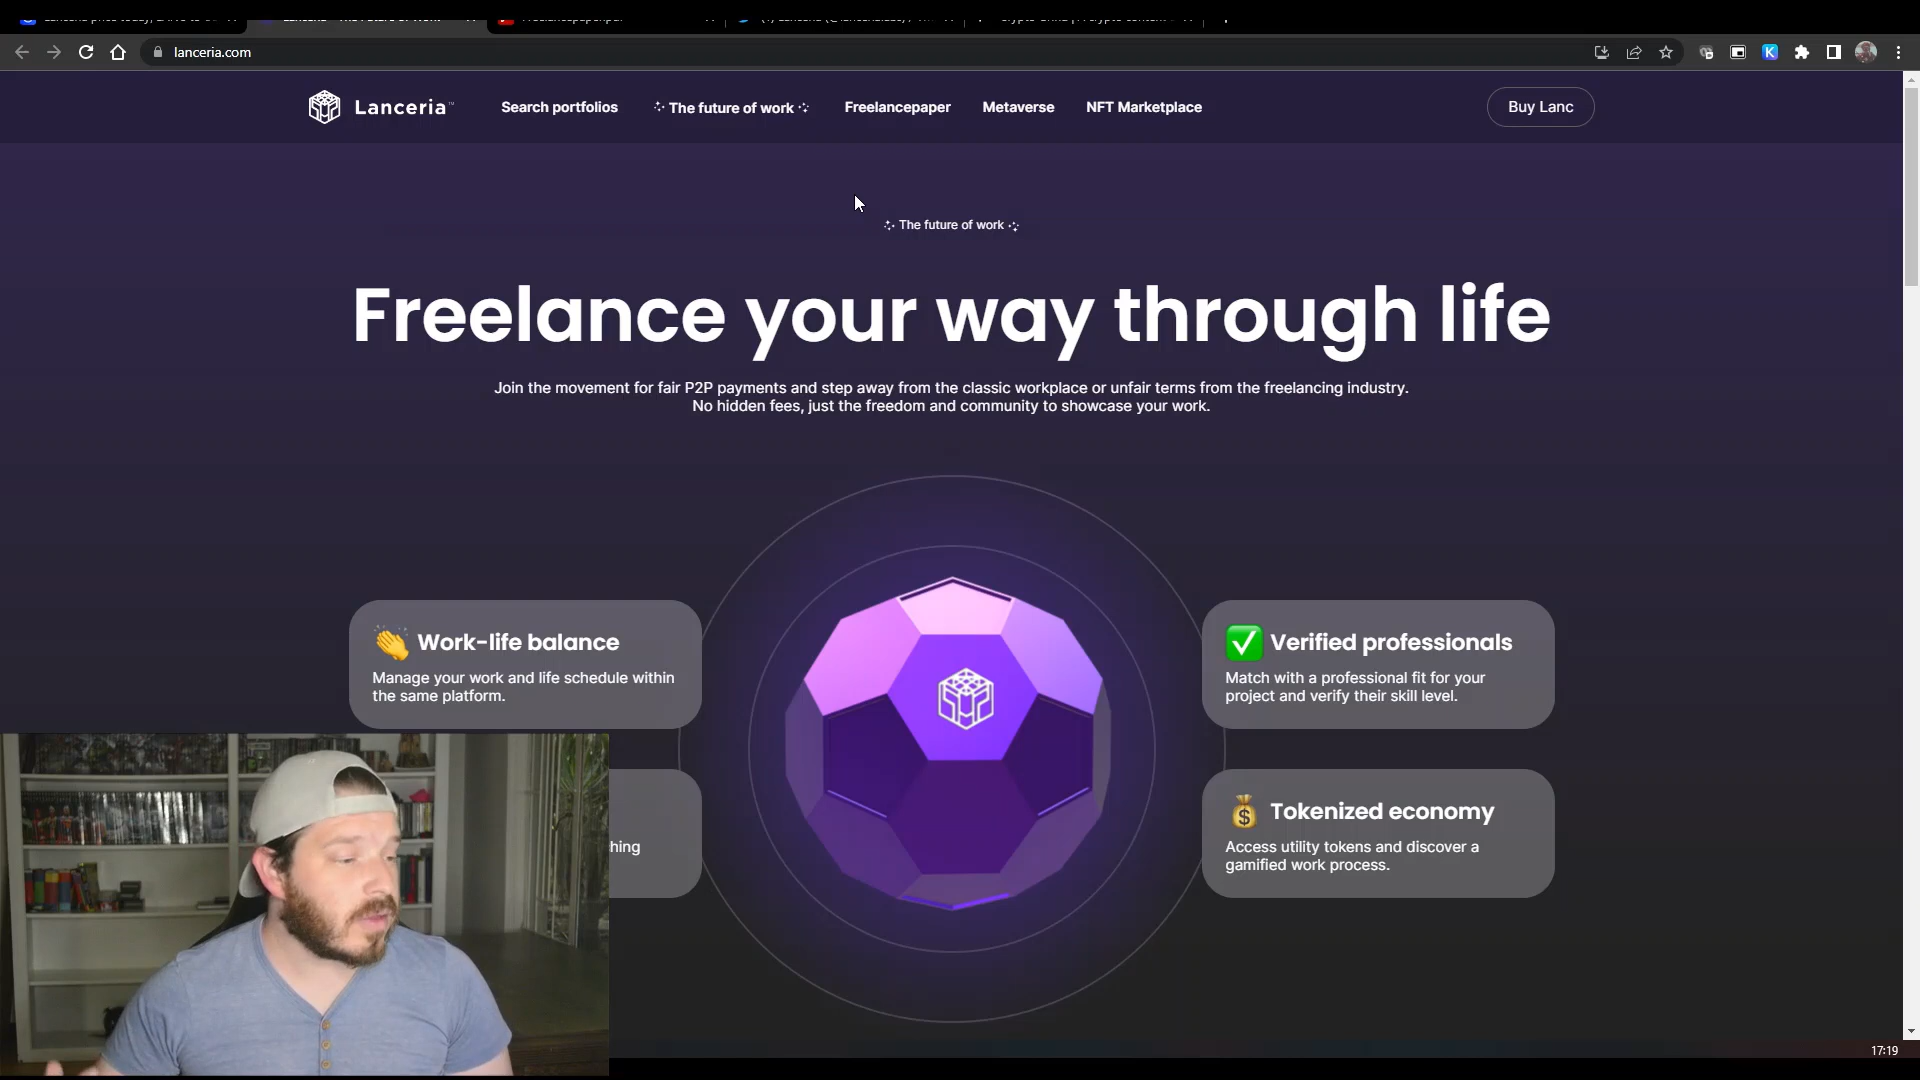 lanceria.com
Lanceria™
Search portfolios
The future of work
Freelancepaper
Metaverse
NFT Marketplace
Buy Lanc
The future of work
Freelance your way through life
Join the movement for fair P2P payments and step away from the classic workplace or unfair terms from the freelancing industry.
No hidden fees, just the freedom and community to showcase your work.
👏 Work-life balance
Manage your work and life schedule within
the same platform.
✅ Verified professionals
Match with a professional fit for your
project and verify their skill level.
hing
💰 Tokenized economy
Access utility tokens and discover a
gamified work process.
17:19